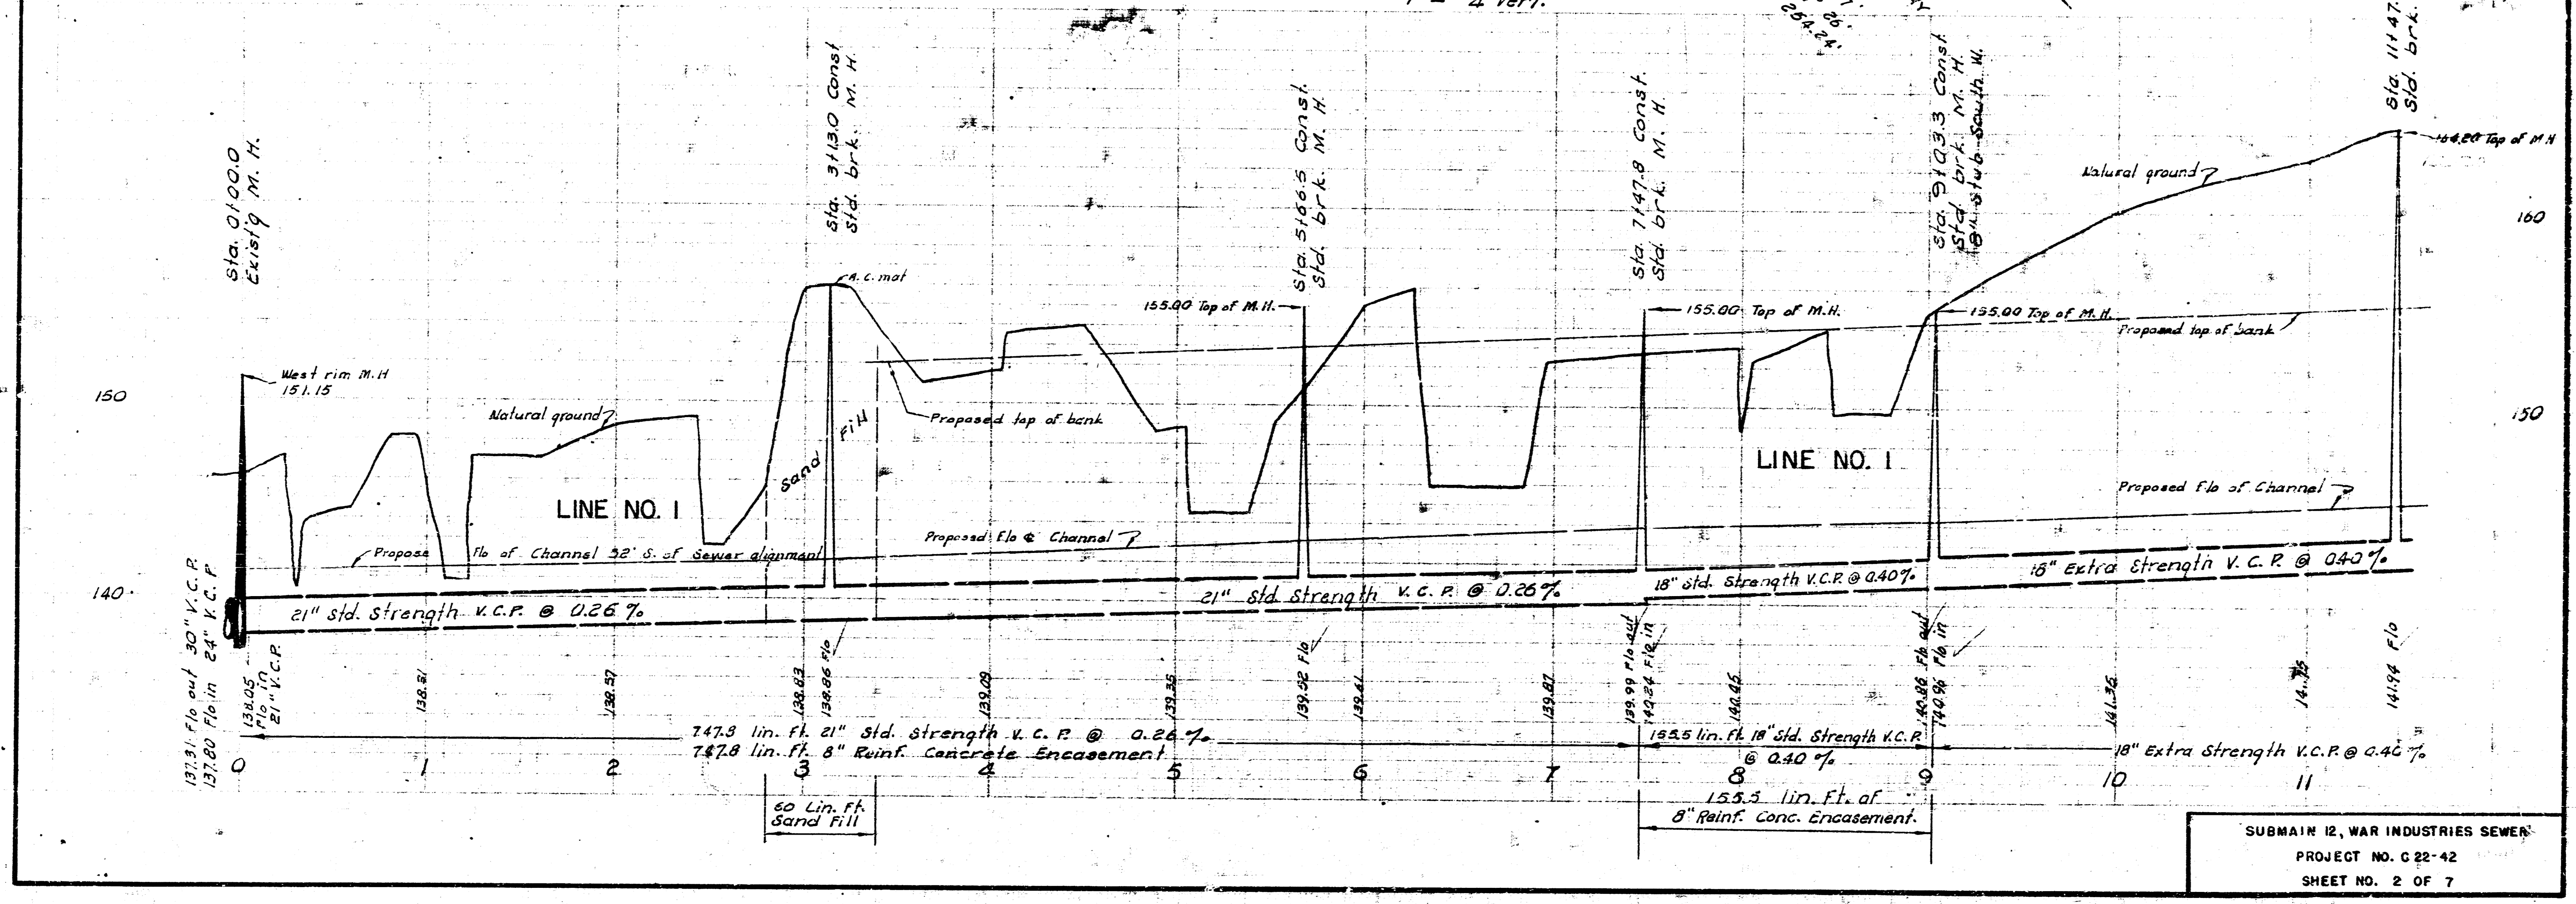 4' vert.
Sta. 0+00.0
Exist'g M. H.
Sta. 3+13.0 Const
Std. brk. M. H.
Sta. 5+66.5 Const.
Std. brk. M. H.
Sta. 7+47.8 Const.
Std. brk. M. H.
Sta. 9+03.3 Const.
Std. brk. M. H.
8" stub South W.
Sta. 11+47.
Std. brk.
164.20 Top of M.H
Natural ground
160
160
A.C. mat
155.00 Top of M.H.
155.00 Top of M.H.
155.00 Top of M.H.
Proposed top of bank
West rim M.H
151.15
150
Natural ground
Proposed top of bank
150
Sand Fill
LINE NO. 1
LINE NO. 1
Proposed Flo of Channel
Propose Flo of Channel 32' S. of Sewer alignment
Proposed Flo ¢ Channel
140
21" Std. Strength V.C.P. @ 0.26%
21" Std. Strength V.C.P. @ 0.26%
18" Std. Strength V.C.P. @ 0.40%
18" Extra Strength V.C.P. @ 0.40%
137.31 Flo out 30" V.C.P.
137.80 Flo in 24" V.C.P
138.05
Flo in
21" V.C.P.
138.31
138.57
138.83
138.86 Flo
139.09
139.35
139.52 Flo
139.61
139.87
139.99 Flo out
140.24 Flo in
140.45
140.86 Flo out
140.96 Flo in
141.35
141.94 Flo
747.8 lin. ft. 21" Std. Strength V.C.P. @ 0.26%
747.8 lin. ft. 8" Reinf. Concrete Encasement
155.5 lin. ft. 18" Std. Strength V.C.P.
@ 0.40%
18" Extra Strength V.C.P. @ 0.40%
0 1 2 3 4 5 6 7 8 9 10 11
60 Lin. Ft.
Sand Fill
155.5 lin. Ft. of
8" Reinf. Conc. Encasement.
SUBMAIN 12, WAR INDUSTRIES SEWER
PROJECT NO. C 22-42
SHEET NO. 2 OF 7